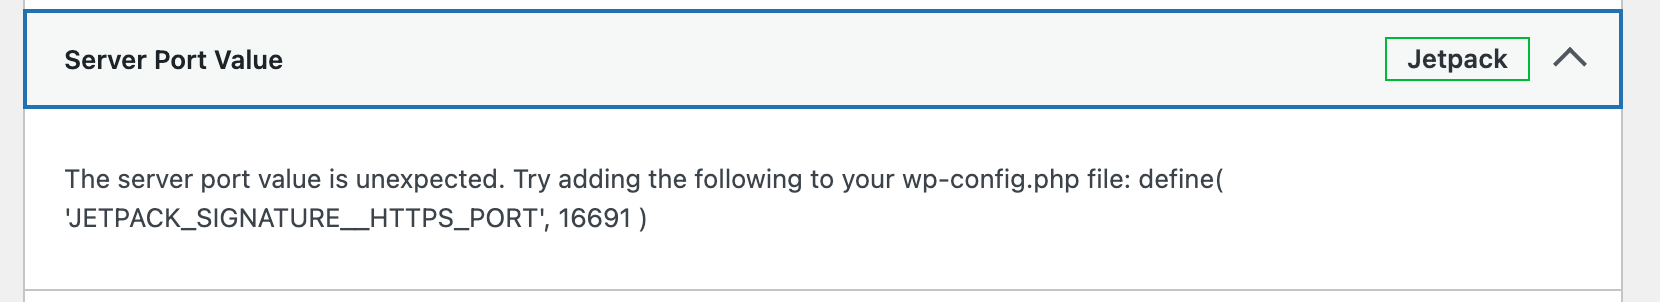 Server Port Value
Jetpack
The server port value is unexpected. Try adding the following to your wp-config.php file: define(
'JETPACK_SIGNATURE__HTTPS_PORT', 16691 )